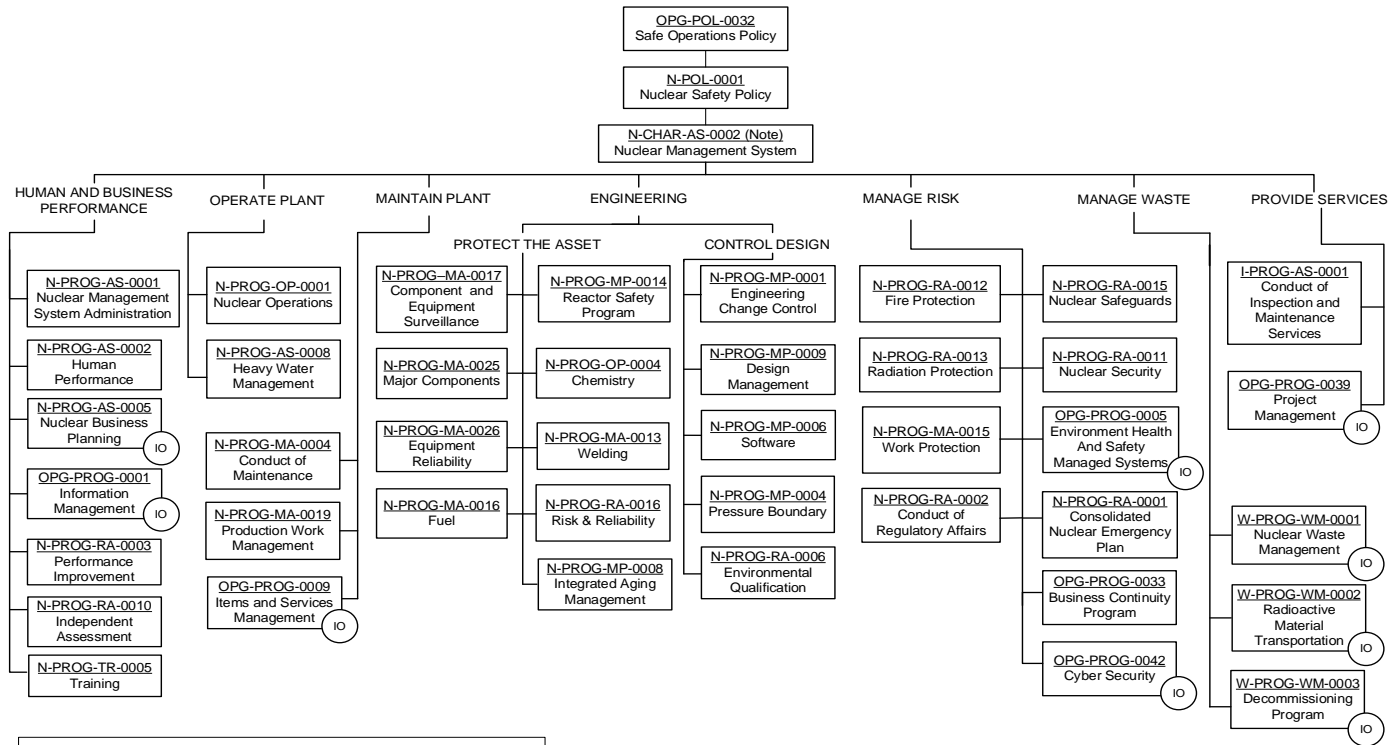 OPG-POL-0032
Safe Operations Policy
N-POL-0001
Nuclear Safety Policy
N-CHAR-AS-0002 (Note)
Nuclear Management
System
HUMAN AND BUSINESS
PERFORMANCE
N-PROG-AS-0001
Nuclear Management
System Administration
N-PROG-AS-0002
Human
Performance
N-PROG-AS-0005
Nuclear Business
Planning
IO
OPG-PROG-0001
Information
Management
IO
N-PROG-RA-0003
Performance
Improvement
N-PROG-RA-0010
Independent
Assessment
N-PROG-TR-0005
Training
OPERATE PLANT
N-PROG-OP-0001
Nuclear Operations
N-PROG-AS-0008
Heavy Water
Management
MAINTAIN PLANT
N-PROG-MA-0004
Conduct of
Maintenance
N-PROG-MA-0019
Production Work
Management
OPG-PROG-0009
Items and Services
Management
IO
ENGINEERING
PROTECT THE ASSET
N-PROG–MA-0017
Component and
Equipment
Surveillance
N-PROG-MA-0025
Major Components
N-PROG-MA-0026
Equipment
Reliability
N-PROG-MA-0016
Fuel
N-PROG-MP-0014
Reactor Safety
Program
N-PROG-OP-0004
Chemistry
N-PROG-MA-0013
Welding
N-PROG-RA-0016
Risk & Reliability
N-PROG-MP-0008
Integrated Aging
Management
CONTROL DESIGN
N-PROG-MP-0001
Engineering
Change Control
N-PROG-MP-0009
Design
Management
N-PROG-MP-0006
Software
N-PROG-MP-0004
Pressure Boundary
N-PROG-RA-0006
Environmental
Qualification
MANAGE RISK
N-PROG-RA-0012
Fire Protection
N-PROG-RA-0013
Radiation Protection
N-PROG-MA-0015
Work Protection
N-PROG-RA-0002
Conduct of
Regulatory Affairs
N-PROG-RA-0015
Nuclear Safeguards
N-PROG-RA-0011
Nuclear Security
OPG-PROG-0005
Environment Health
And Safety
Managed Systems
IO
N-PROG-RA-0001
Consolidated
Nuclear Emergency
Plan
OPG-PROG-0033
Business Continuity
Program
OPG-PROG-0042
Cyber Security
IO
MANAGE WASTE
W-PROG-WM-0001
Nuclear Waste
Management
IO
W-PROG-WM-0002
Radioactive
Material
Transportation
IO
W-PROG-WM-0003
Decommissioning
Program
IO
PROVIDE SERVICES
I-PROG-AS-0001
Conduct of
Inspection and
Maintenance
Services
OPG-PROG-0039
Project
Management
IO